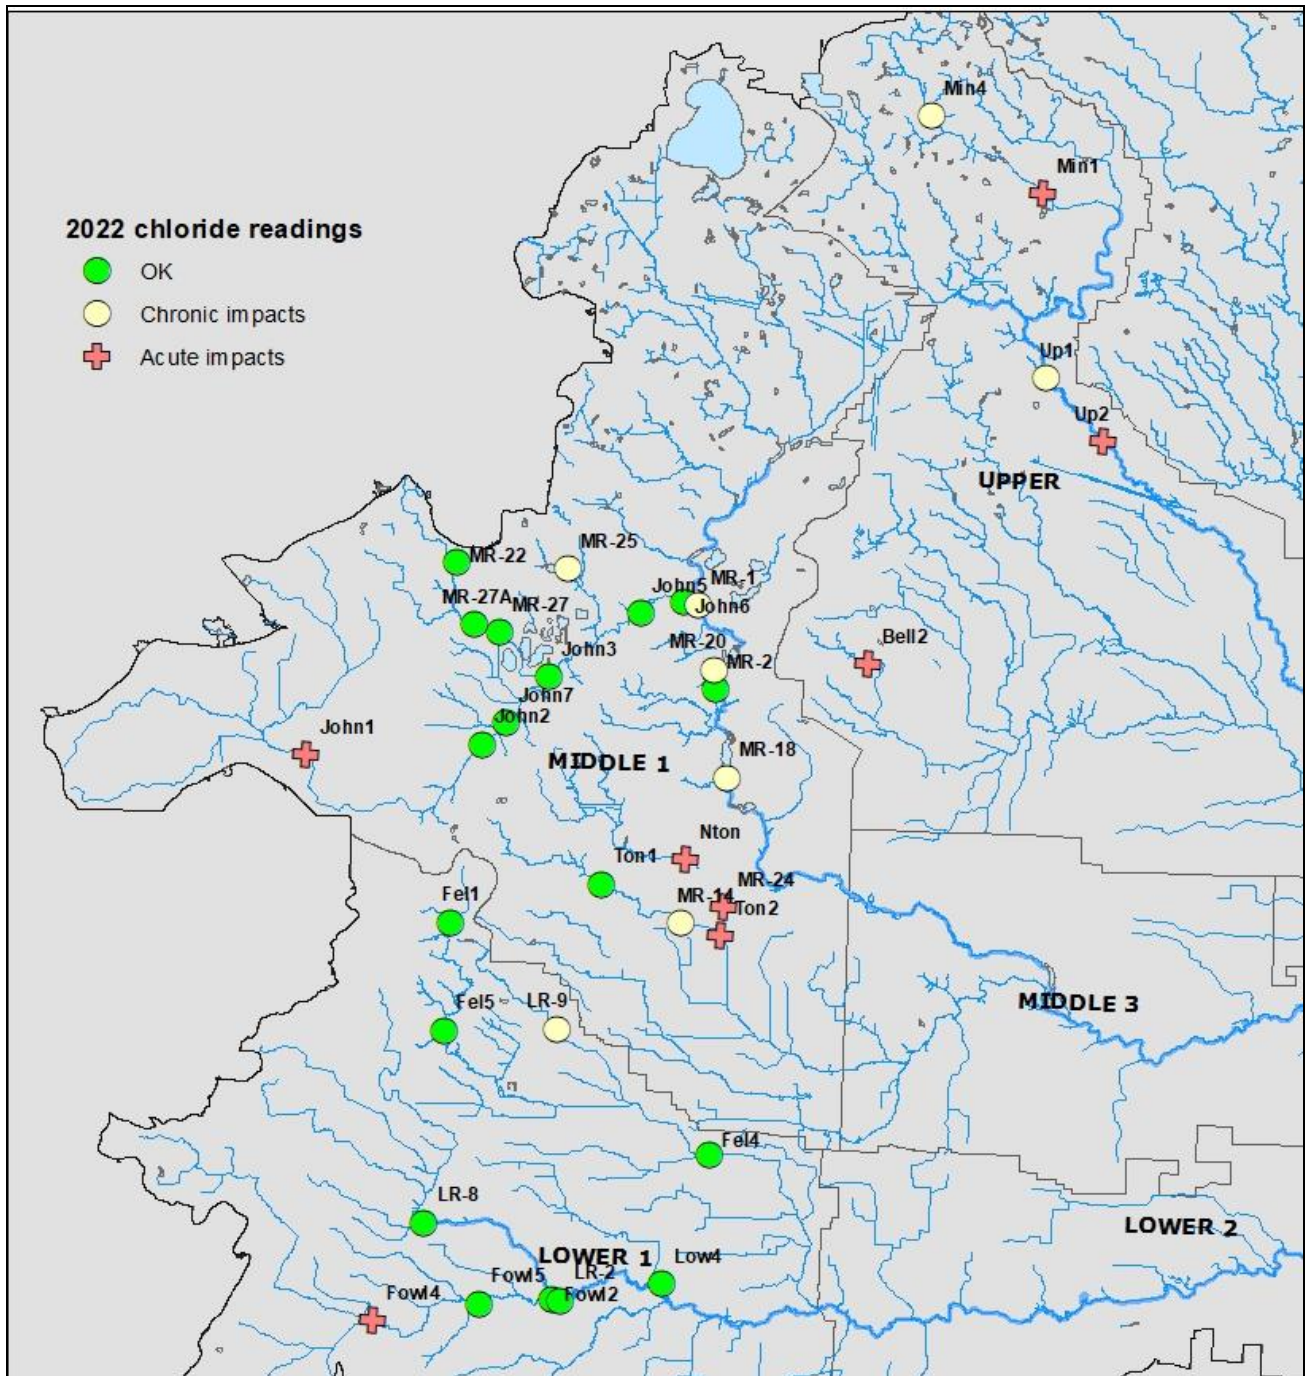 Min4
Min1
2022 chloride readings
OK
Chronic impacts
Acute impacts
Up1
Up2
UPPER
MR-22
MR-25
John5
MR-1
MR-27A
MR-27
John6
John3
MR-20
MR-2
Bell2
John7
John2
John1
MIDDLE 1
MR-18
Nton
Ton1
MR-24
MR-14
Ton2
Fel1
Fel5
LR-9
MIDDLE 3
Fel4
LR-8
LOWER 2
LOWER 1
Low4
Fowl5
LR-2
Fowl4
Fowl2